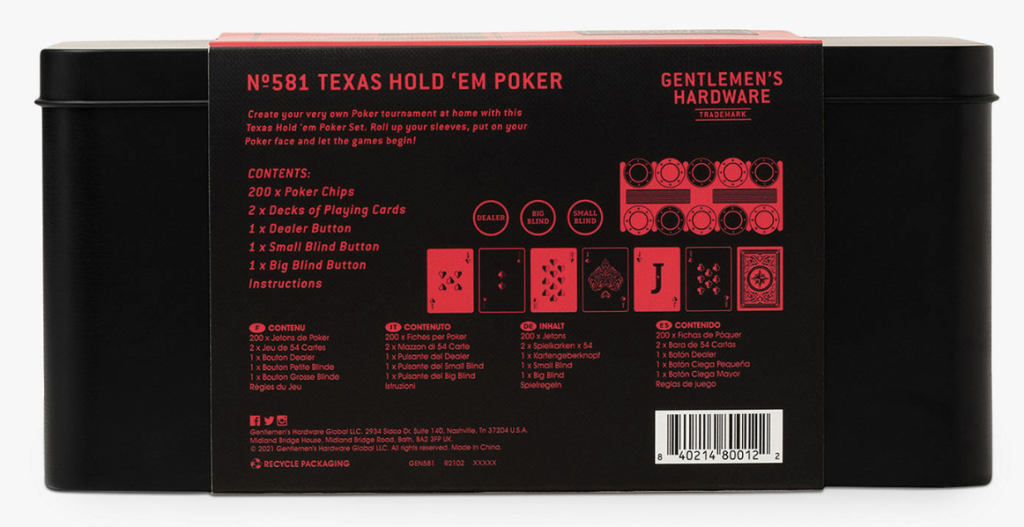 Nº581 TEXAS HOLD 'EM POKER
GENTLEMEN'S
HARDWARE
TRADEMARK
Create your very own Poker tournament at home with this
Texas Hold 'em Poker Set. Roll up your sleeves, put on your
Poker face and let the games begin!
CONTENTS:
200 x Poker Chips
2 x Decks of Playing Cards
1 x Dealer Button
1 x Small Blind Button
1 x Big Blind Button
Instructions
DEALER
BIG
BLIND
SMALL
BLIND
J
F CONTENU
200 x Jetons de Poker
2 x Jeu de 54 Cartes
1 x Bouton Dealer
1 x Bouton Petite Blinde
1 x Bouton Grosse Blinde
Règles du Jeu
IT CONTENUTO
200 x Fiches per Poker
2 x Mazzon di 54 Carte
1 x Pulsante del Dealer
1 x Pulsante del Small Blind
1 x Pulsante del Big Blind
Istruzioni
DE INHALT
200 x Jetons
2 x Spielkarken x 54
1 x Kartengeberknopf
1 x Small Blind
1 x Big Blind
Spielregeln
ES CONTENIDO
200 x Fichas de Póquer
2 x Bara de 54 Cartas
1 x Botón Dealer
1 x Botón Ciega Pequeña
1 x Botón Ciega Mayor
Reglas de juego
Gentlemen's Hardware Global LLC. 2934 Sidco Dr. Suite 140, Nashville, Tn 37204 U.S.A.
Midland Bridge House, Midland Bridge Road, Bath, BA2 3FP UK.
© 2021 Gentlemen's Hardware Global LLC. All rights reserved. Made in China.
RECYCLE PACKAGING
GEN581 R2102 XXXXX
8 40214 80012 2